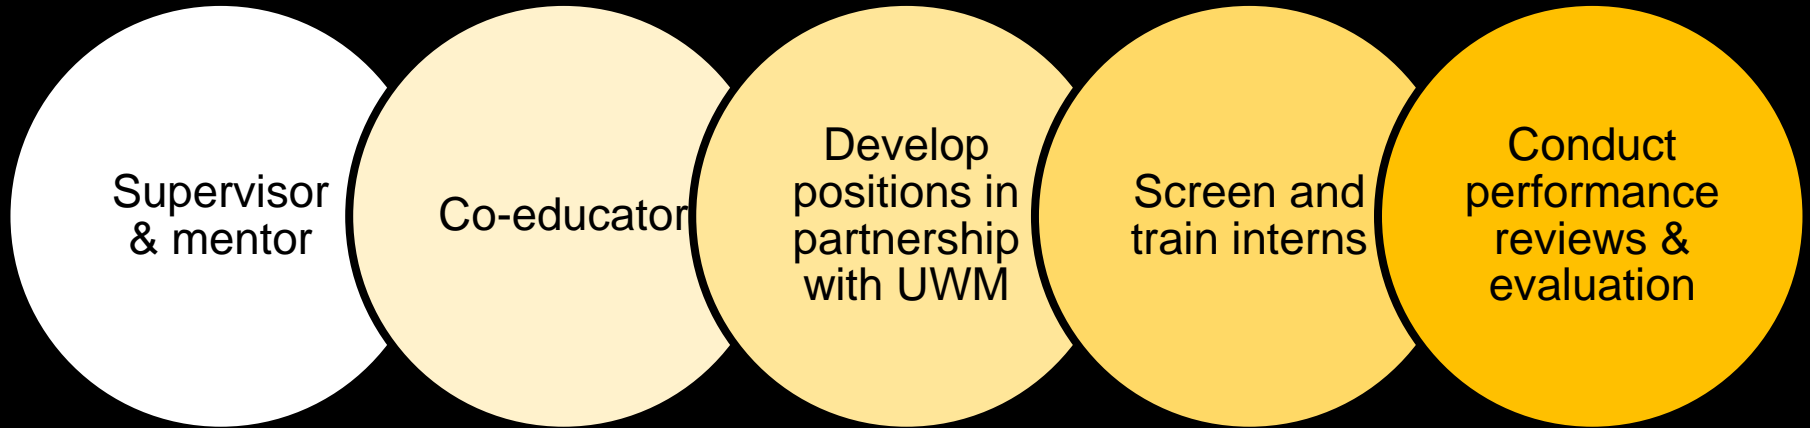 Supervisor
& mentor
Co-educator
Develop
positions in
partnership
with UWM
Screen and
train interns
Conduct
performance
reviews &
evaluation